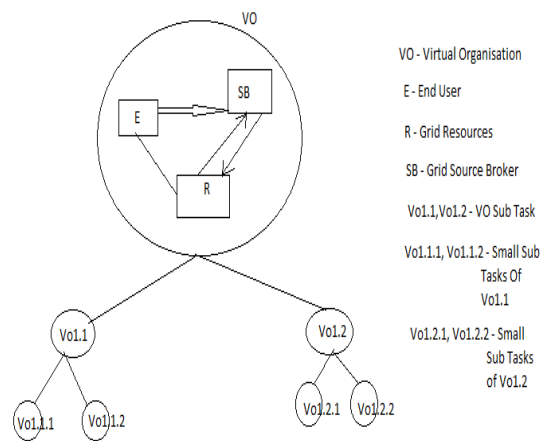 VO
SB
E
R
Vo1.1
Vo1.2
Vo1.1.1
Vo1.1.2
Vo1.2.1
Vo1.2.2
VO - Virtual Organisation
E - End User
R - Grid Resources
SB - Grid Source Broker
Vo1.1,Vo1.2 - VO Sub Task
Vo1.1.1, Vo1.1.2 - Small Sub
Tasks Of
Vo1.1
Vo1.2.1, Vo1.2.2 - Small
Sub Tasks
of Vo1.2